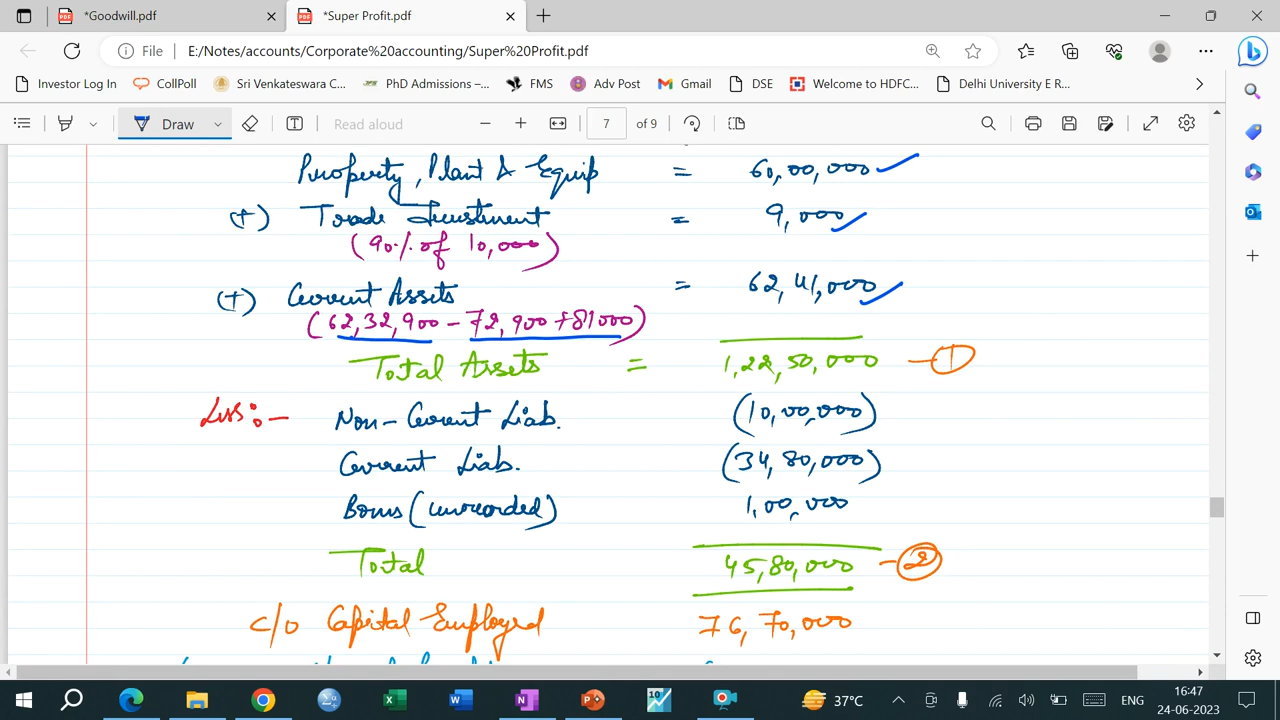 *Goodwill.pdf
*Super Profit.pdf
File E:/Notes/accounts/Corporate%20accounting/Super%20Profit.pdf
Investor Log In CollPoll Sri Venkateswara C... PhD Admissions –... FMS Adv Post Gmail DSE Welcome to HDFC... Delhi University E R...
Draw Read aloud 7 of 9
Property, Plant & Equip = 60,00,000
(+) Trade Investment = 9,000
(90% of 10,000)
(+) Current Assets = 62,41,000
(62,32,900 - 72,900 + 81000)
Total Assets = 1,22,50,000 - 1
Less:- Non-Current Liab. (10,00,000)
Current Liab. (34,80,000)
Bonus (unrecorded) 1,00,000
Total 45,80,000 - 2
C/O Capital Employed 76,70,000
10
37°C ENG 16:47
24-06-2023